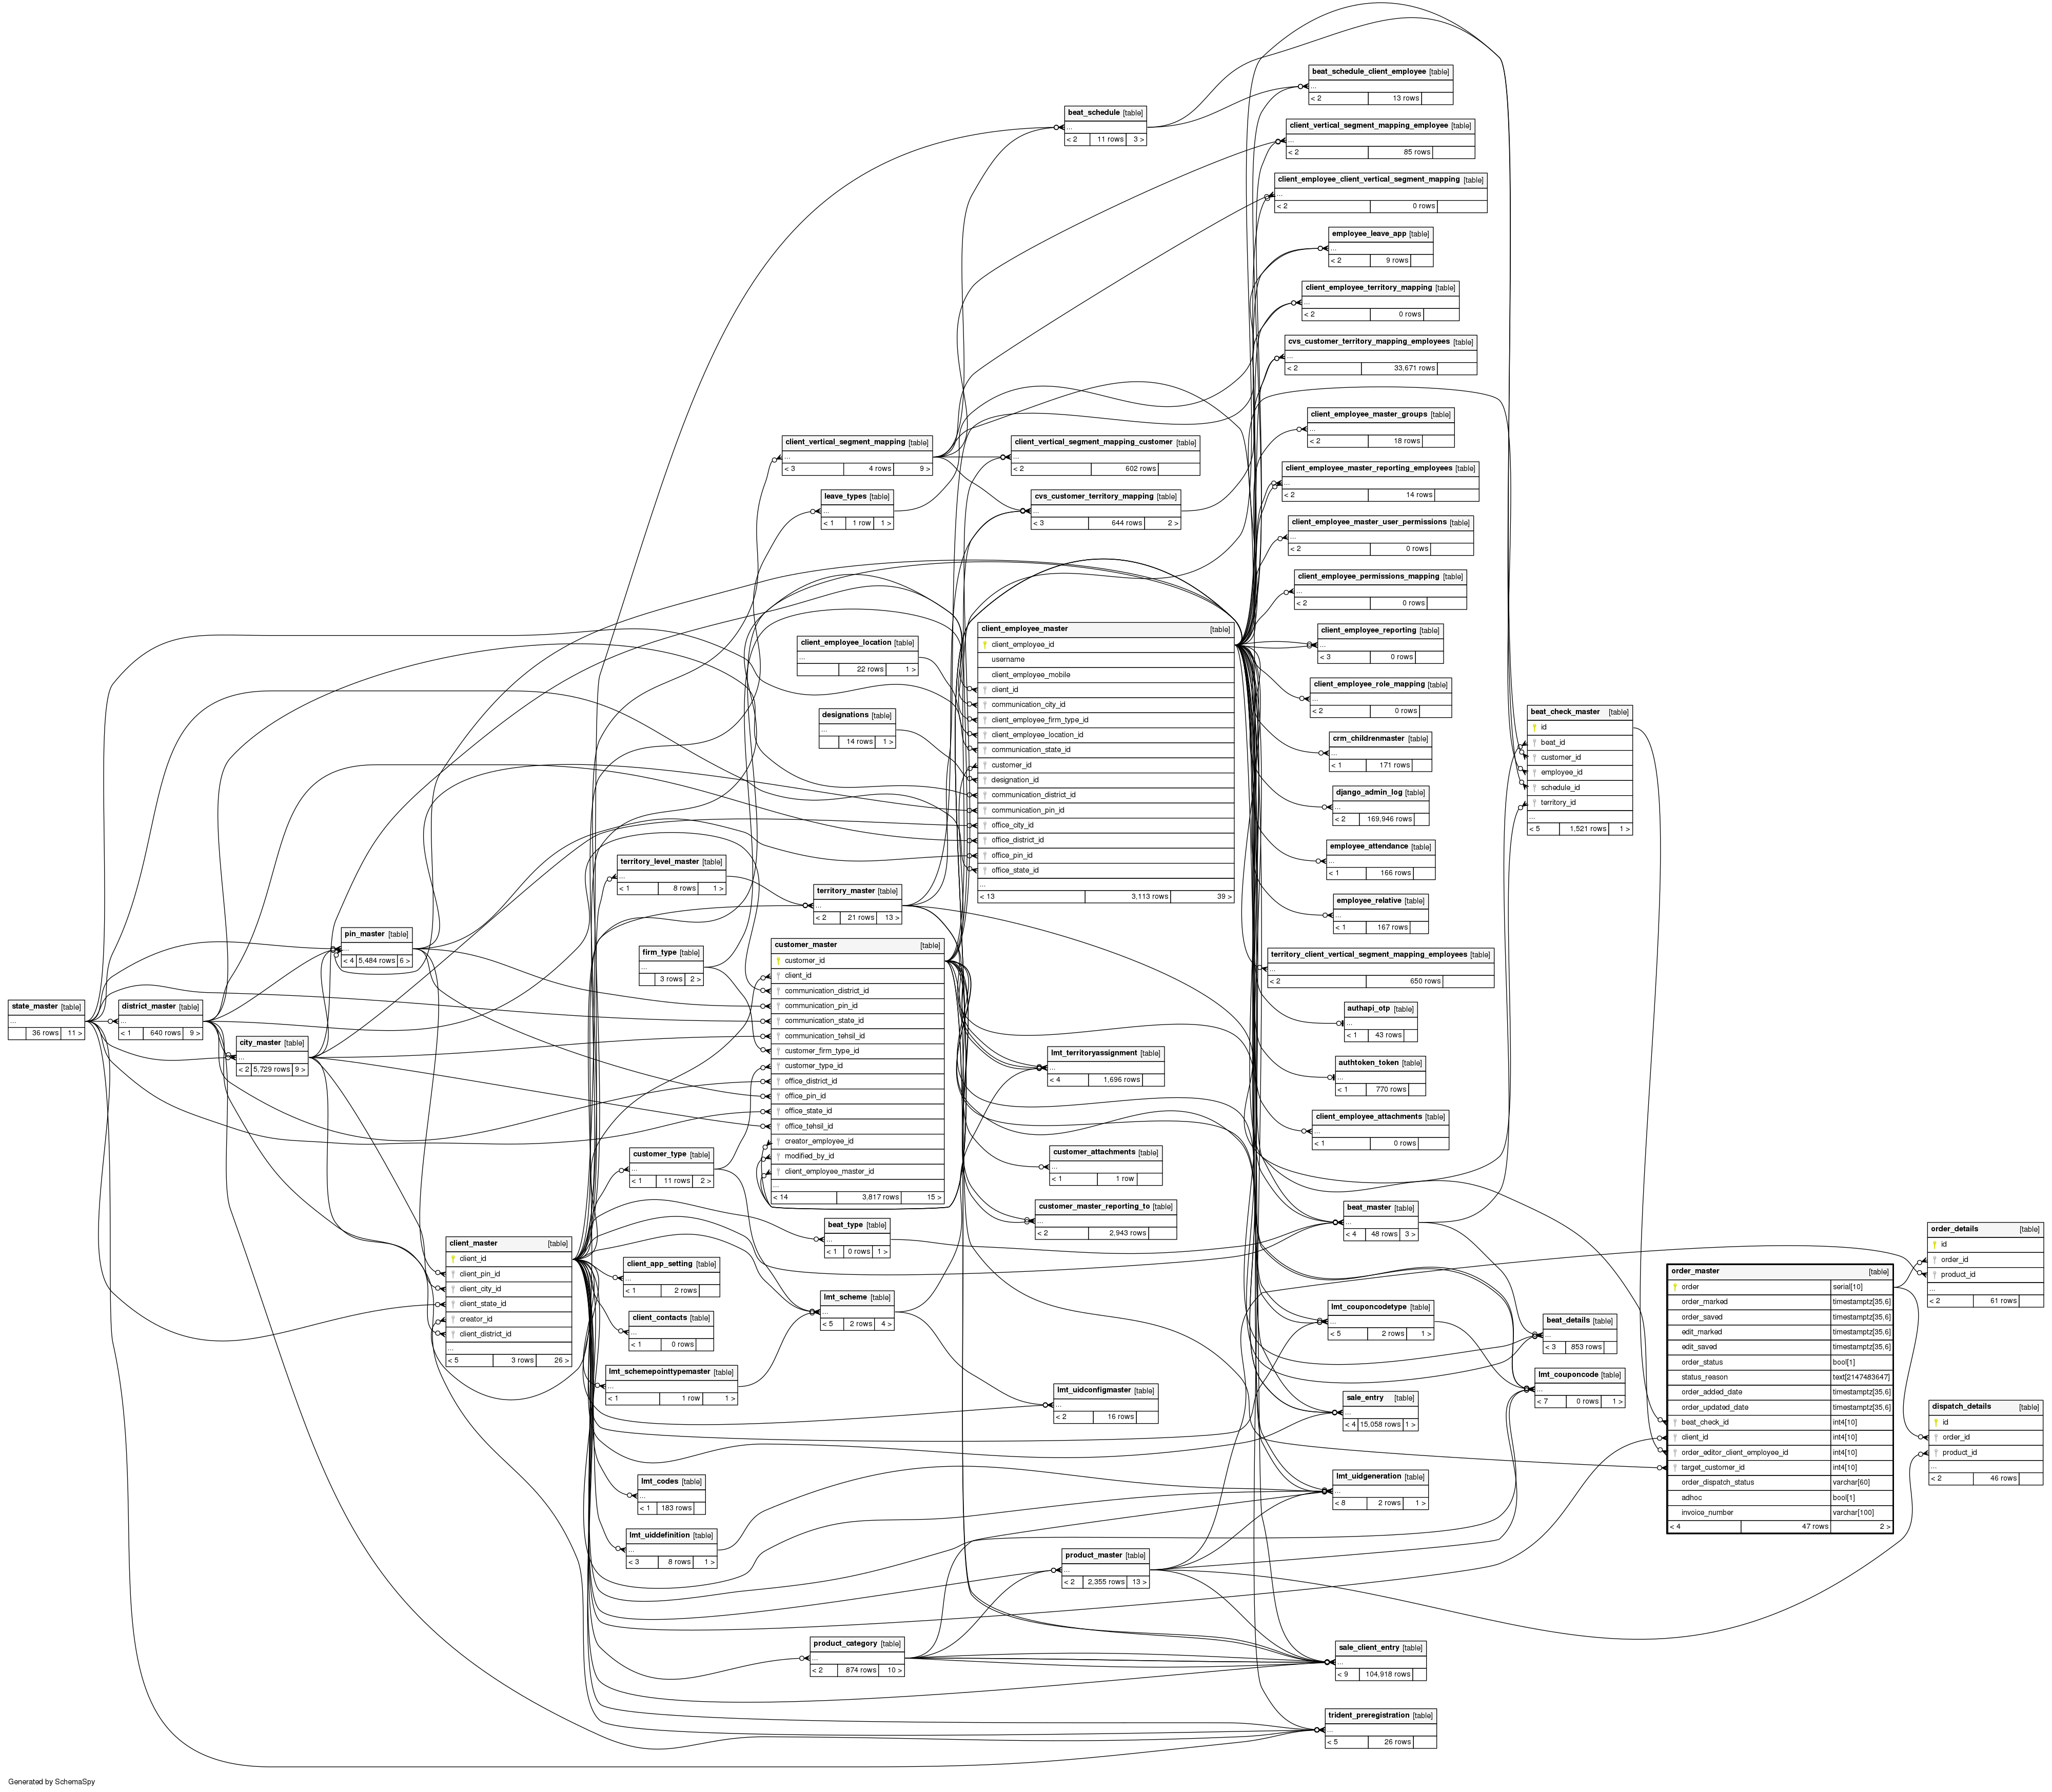 beat_schedule_client_employee [table]
...
< 2 13 rows
beat_schedule [table]
...
< 2 11 rows 3 >
client_vertical_segment_mapping_employee [table]
...
< 2 85 rows
client_employee_client_vertical_segment_mapping [table]
...
< 2 0 rows
employee_leave_app [table]
...
< 2 9 rows
client_employee_territory_mapping [table]
...
< 2 0 rows
cvs_customer_territory_mapping_employees [table]
...
< 2 33,671 rows
client_employee_master_groups [table]
...
< 2 18 rows
client_vertical_segment_mapping [table]
...
< 3 4 rows 9 >
client_vertical_segment_mapping_customer [table]
...
< 2 602 rows
client_employee_master_reporting_employees [table]
...
< 2 14 rows
leave_types [table]
...
< 1 1 row 1 >
cvs_customer_territory_mapping [table]
...
< 3 644 rows 2 >
client_employee_master_user_permissions [table]
...
< 2 0 rows
client_employee_permissions_mapping [table]
...
< 2 0 rows
client_employee_location [table]
...
22 rows 1 >
designations [table]
...
14 rows 1 >
client_employee_master [table]
client_employee_id
username
client_employee_mobile
client_id
communication_city_id
client_employee_firm_type_id
client_employee_location_id
communication_state_id
customer_id
designation_id
communication_district_id
communication_pin_id
office_city_id
office_district_id
office_pin_id
office_state_id
...
< 13 3,113 rows 39 >
client_employee_reporting [table]
...
< 3 0 rows
client_employee_role_mapping [table]
...
< 2 0 rows
crm_childrenmaster [table]
...
< 1 171 rows
django_admin_log [table]
...
< 2 169,946 rows
employee_attendance [table]
...
< 1 166 rows
employee_relative [table]
...
< 1 167 rows
territory_client_vertical_segment_mapping_employees [table]
...
< 2 650 rows
authapi_otp [table]
...
< 1 43 rows
authtoken_token [table]
...
< 1 770 rows
client_employee_attachments [table]
...
< 1 0 rows
beat_check_master [table]
id
beat_id
customer_id
employee_id
schedule_id
territory_id
...
< 5 1,521 rows 1 >
territory_level_master [table]
...
< 1 8 rows 1 >
territory_master [table]
...
< 2 21 rows 13 >
pin_master [table]
...
< 4 5,484 rows 6 >
firm_type [table]
...
3 rows 2 >
state_master [table]
...
36 rows 11 >
district_master [table]
...
< 1 640 rows 9 >
city_master [table]
...
< 2 5,729 rows 9 >
customer_master [table]
customer_id
client_id
communication_district_id
communication_pin_id
communication_state_id
communication_tehsil_id
customer_firm_type_id
customer_type_id
office_district_id
office_pin_id
office_state_id
office_tehsil_id
creator_employee_id
modified_by_id
client_employee_master_id
...
< 14 3,817 rows 15 >
lmt_territoryassignment [table]
...
< 4 1,696 rows
customer_attachments [table]
...
< 1 1 row
customer_master_reporting_to [table]
...
< 2 2,943 rows
customer_type [table]
...
< 1 11 rows 2 >
beat_type [table]
...
< 1 0 rows 1 >
beat_master [table]
...
< 4 48 rows 3 >
client_master [table]
client_id
client_pin_id
client_city_id
client_state_id
creator_id
client_district_id
...
< 5 3 rows 26 >
client_app_setting [table]
...
< 1 2 rows
client_contacts [table]
...
< 1 0 rows
lmt_scheme [table]
...
< 5 2 rows 4 >
lmt_schemepointtypemaster [table]
...
< 1 1 row 1 >
lmt_uidconfigmaster [table]
...
< 2 16 rows
lmt_couponcodetype [table]
...
< 5 2 rows 1 >
beat_details [table]
...
< 3 853 rows
lmt_couponcode [table]
...
< 7 0 rows 1 >
sale_entry [table]
...
< 4 15,058 rows 1 >
lmt_codes [table]
...
< 1 183 rows
lmt_uiddefinition [table]
...
< 3 8 rows 1 >
lmt_uidgeneration [table]
...
< 8 2 rows 1 >
product_master [table]
...
< 2 2,355 rows 13 >
product_category [table]
...
< 2 874 rows 10 >
sale_client_entry [table]
...
< 9 104,918 rows
trident_preregistration [table]
...
< 5 26 rows
order_master [table]
order serial[10]
order_marked timestamptz[35,6]
order_saved timestamptz[35,6]
edit_marked timestamptz[35,6]
edit_saved timestamptz[35,6]
order_status bool[1]
status_reason text[2147483647]
order_added_date timestamptz[35,6]
order_updated_date timestamptz[35,6]
beat_check_id int4[10]
client_id int4[10]
order_editor_client_employee_id int4[10]
target_customer_id int4[10]
order_dispatch_status varchar[60]
adhoc bool[1]
invoice_number varchar[100]
< 4 47 rows 2 >
order_details [table]
id
order_id
product_id
...
< 2 61 rows
dispatch_details [table]
id
order_id
product_id
...
< 2 46 rows
Generated by SchemaSpy